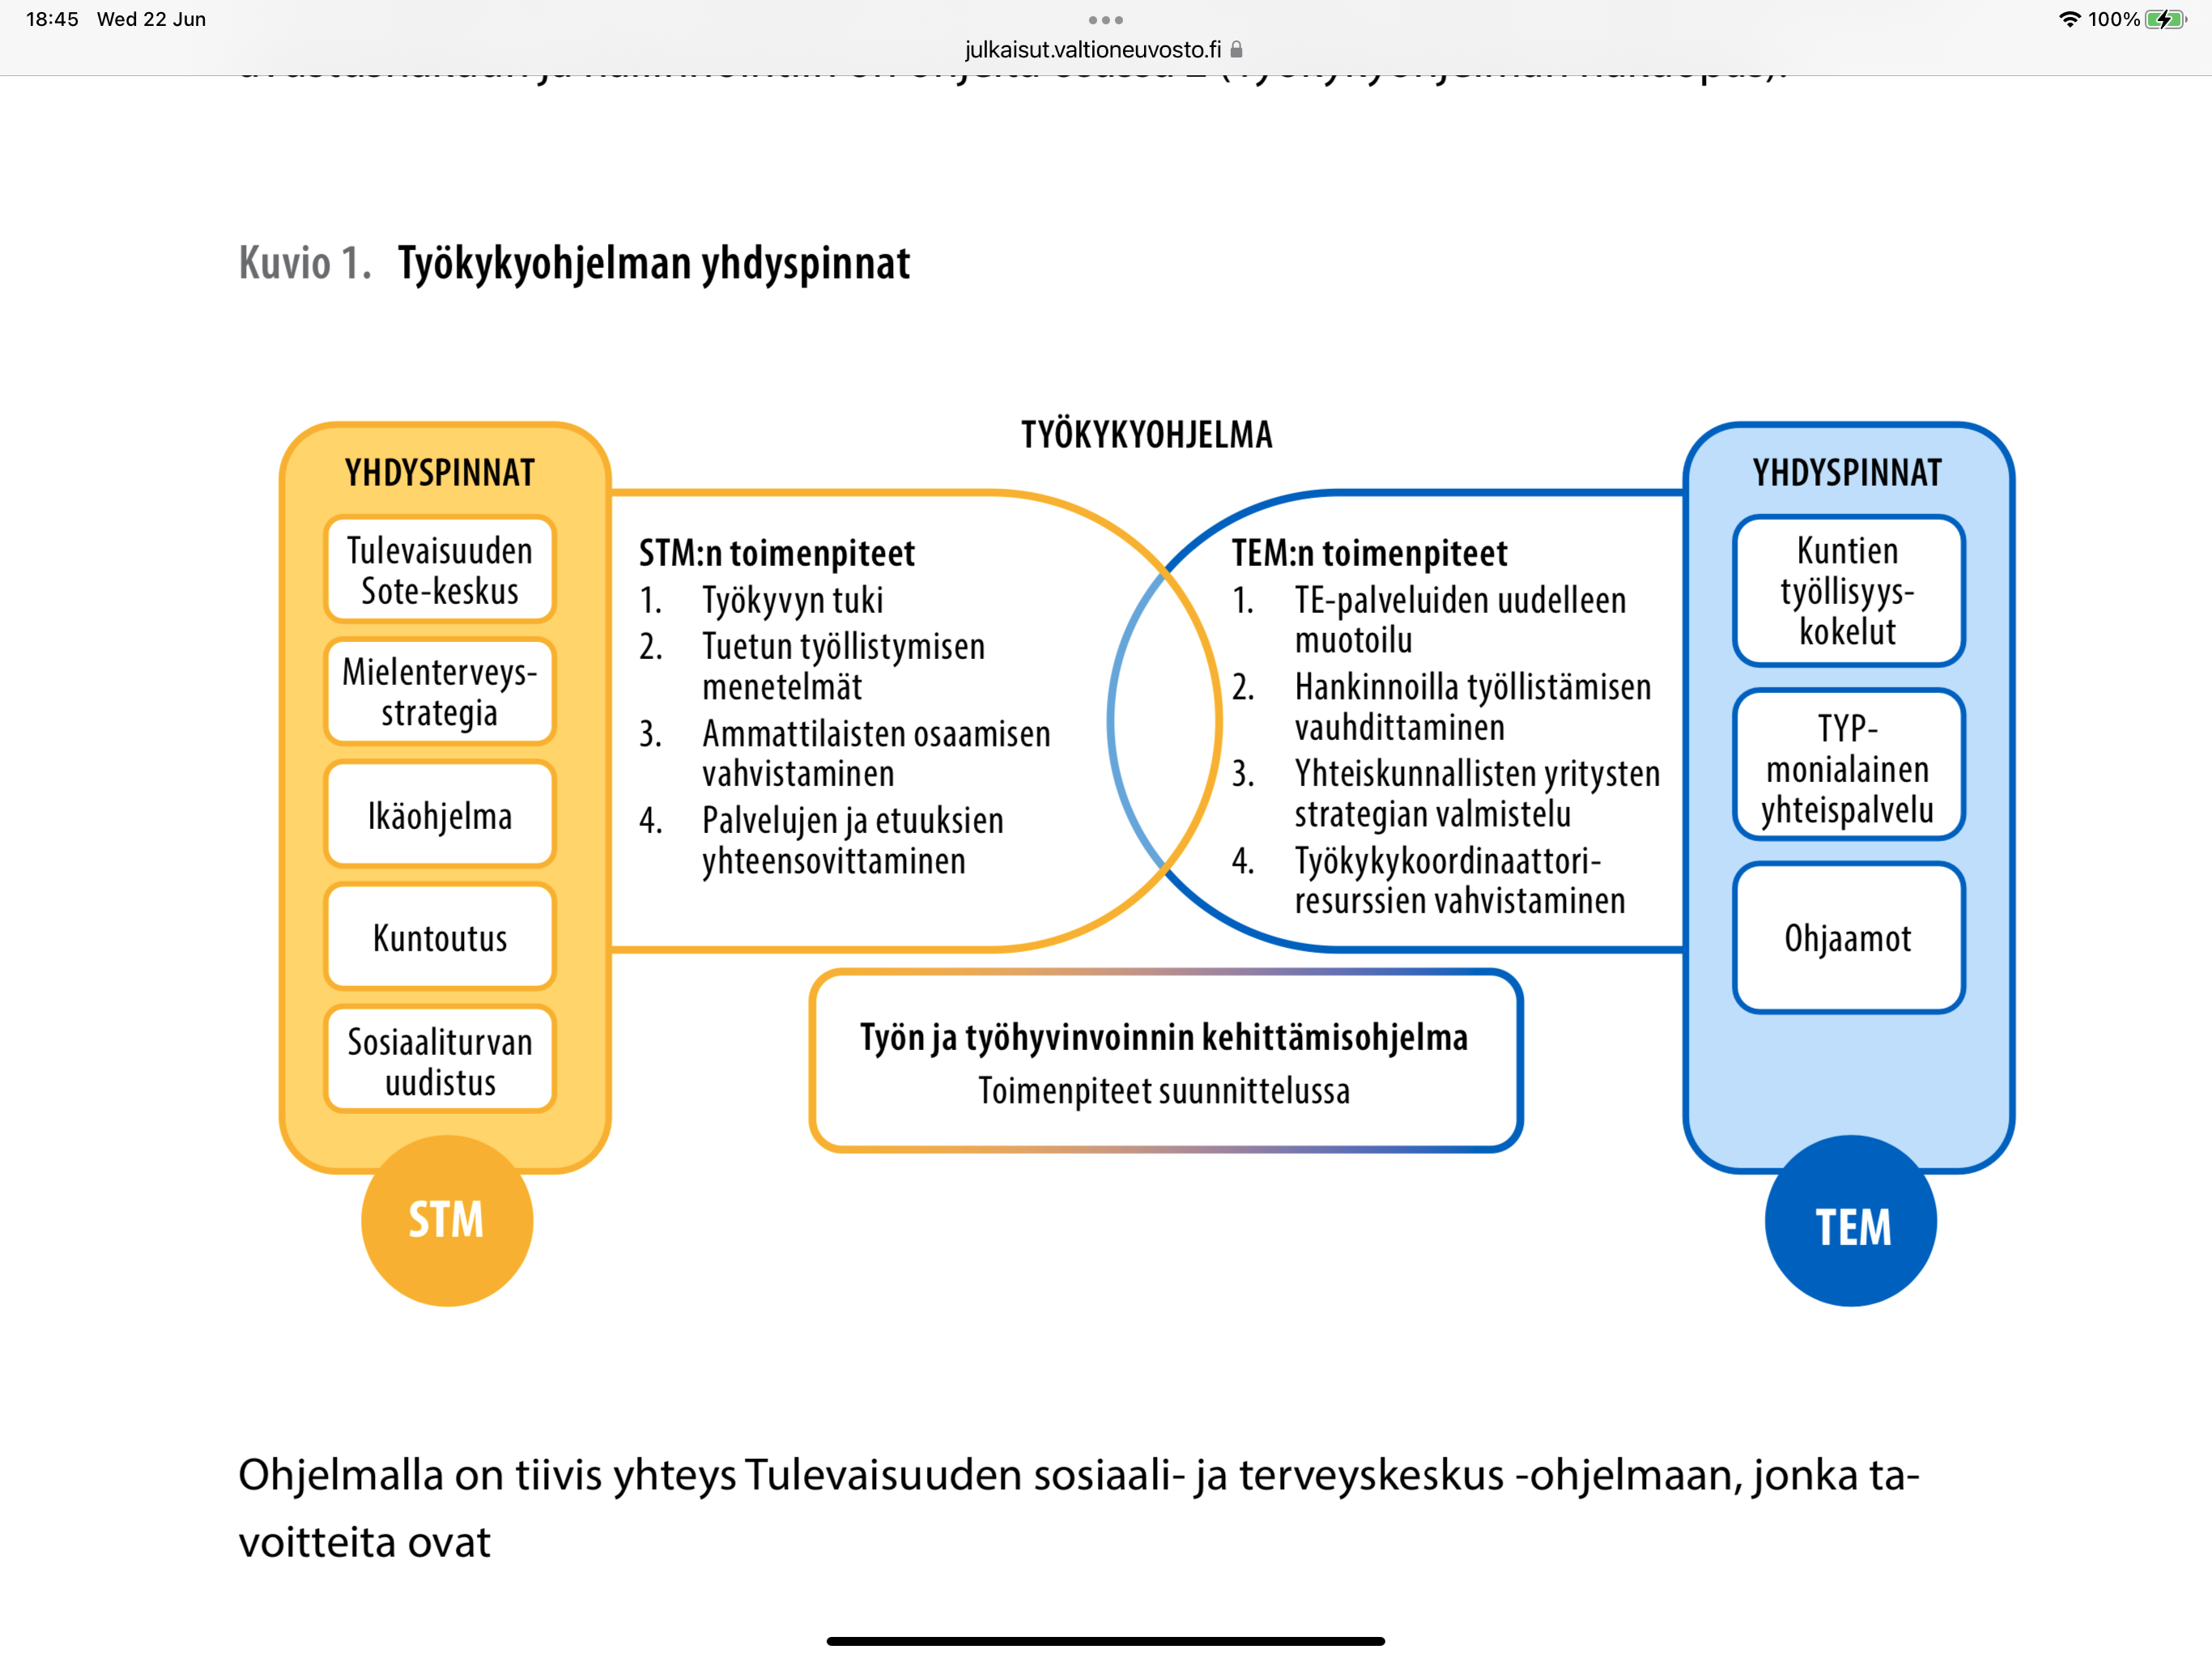 18:45 Wed 22 Jun
100%
julkaisut.valtioneuvosto.fi
Kuvio 1. Työkykyohjelman yhdyspinnat
TYÖKYKYOHJELMA
YHDYSPINNAT
Tulevaisuuden
Sote-keskus
Mielenterveys-
strategia
Ikäohjelma
Kuntoutus
Sosiaaliturvan
uudistus
STM
STM:n toimenpiteet
1. Työkyvyn tuki
2. Tuetun työllistymisen
menetelmät
3. Ammattilaisten osaamisen
vahvistaminen
4. Palvelujen ja etuuksien
yhteensovittaminen
TEM:n toimenpiteet
1. TE-palveluiden uudelleen
muotoilu
2. Hankinnoilla työllistämisen
vauhdittaminen
3. Yhteiskunnallisten yritysten
strategian valmistelu
4. Työkykykoordinaattori-
resurssien vahvistaminen
Työn ja työhyvinvoinnin kehittämisohjelma
Toimenpiteet suunnittelussa
YHDYSPINNAT
Kuntien
työllisyys-
kokelut
TYP-
monialainen
yhteispalvelu
Ohjaamot
TEM
Ohjelmalla on tiivis yhteys Tulevaisuuden sosiaali- ja terveyskeskus -ohjelmaan, jonka ta-
voitteita ovat